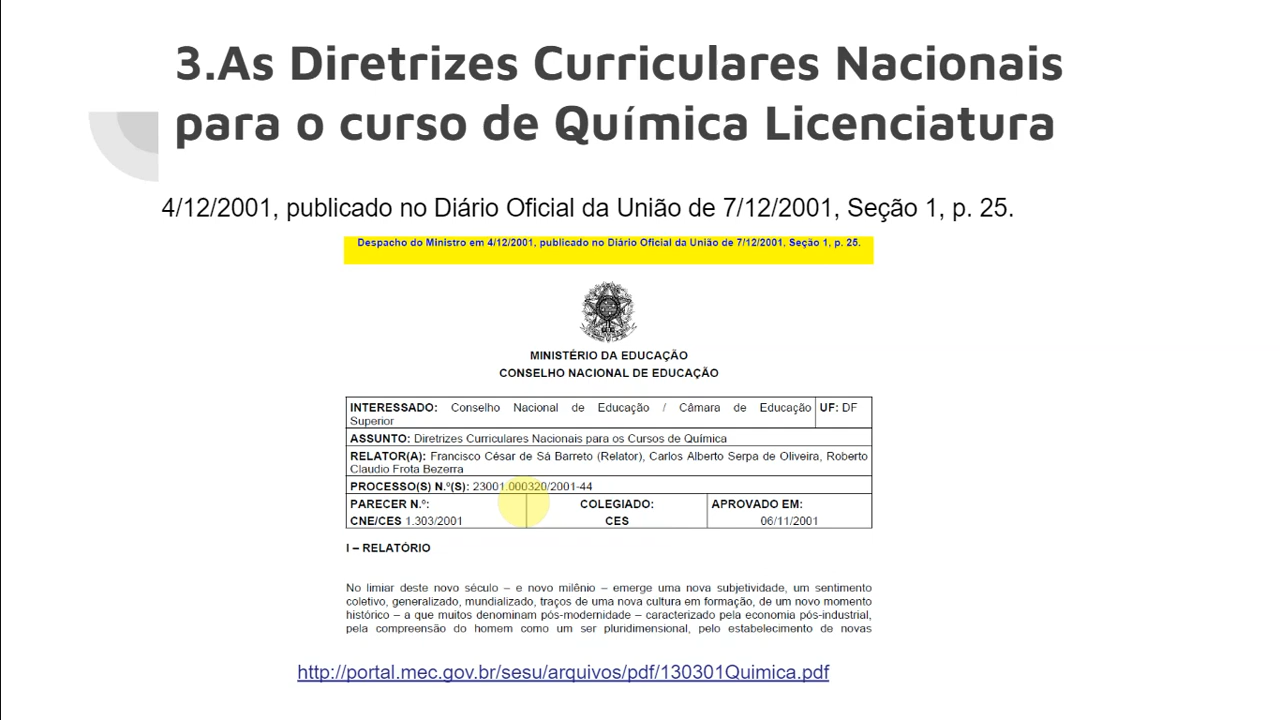 3.As Diretrizes Curriculares Nacionais
para o curso de Química Licenciatura
4/12/2001, publicado no Diário Oficial da União de 7/12/2001, Seção 1, p. 25.
Despacho do Ministro em 4/12/2001, publicado no Diário Oficial da União de 7/12/2001, Seção 1, p. 25.
MINISTÉRIO DA EDUCAÇÃO
CONSELHO NACIONAL DE EDUCAÇÃO
INTERESSADO: Conselho Nacional de Educação / Câmara de Educação Superior UF: DF
ASSUNTO: Diretrizes Curriculares Nacionais para os Cursos de Química
RELATOR(A): Francisco César de Sá Barreto (Relator), Carlos Alberto Serpa de Oliveira, Roberto
Claudio Frota Bezerra
PROCESSO(S) N.º(S): 23001.000320/2001-44
PARECER N.º: COLEGIADO: APROVADO EM:
CNE/CES 1.303/2001 CES 06/11/2001
I – RELATÓRIO
No limiar deste novo século – e novo milênio – emerge uma nova subjetividade, um sentimento
coletivo, generalizado, mundializado, traços de uma nova cultura em formação, de um novo momento
histórico – a que muitos denominam pós-modernidade – caracterizado pela economia pós-industrial,
pela compreensão do homem como um ser pluridimensional, pelo estabelecimento de novas
http://portal.mec.gov.br/sesu/arquivos/pdf/130301Quimica.pdf